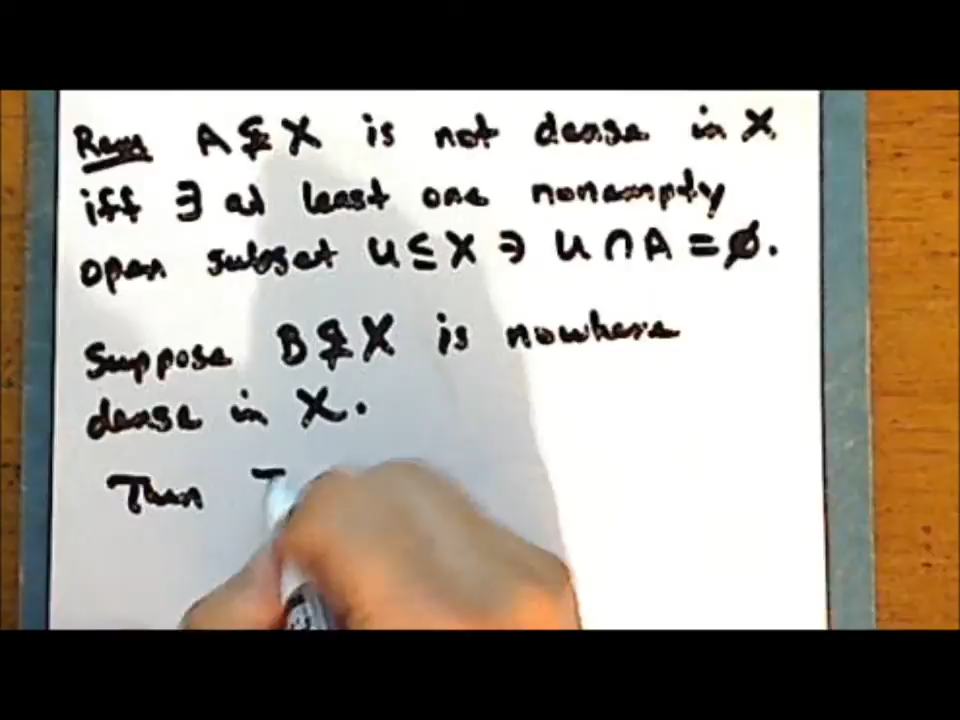 Rem A ⊊ X is not dense in X
iff ∃ at least one nonempty
open subset U ⊆ X ∋ U ∩ A = ∅.
Suppose B ⊊ X is nowhere
dense in X.
Then